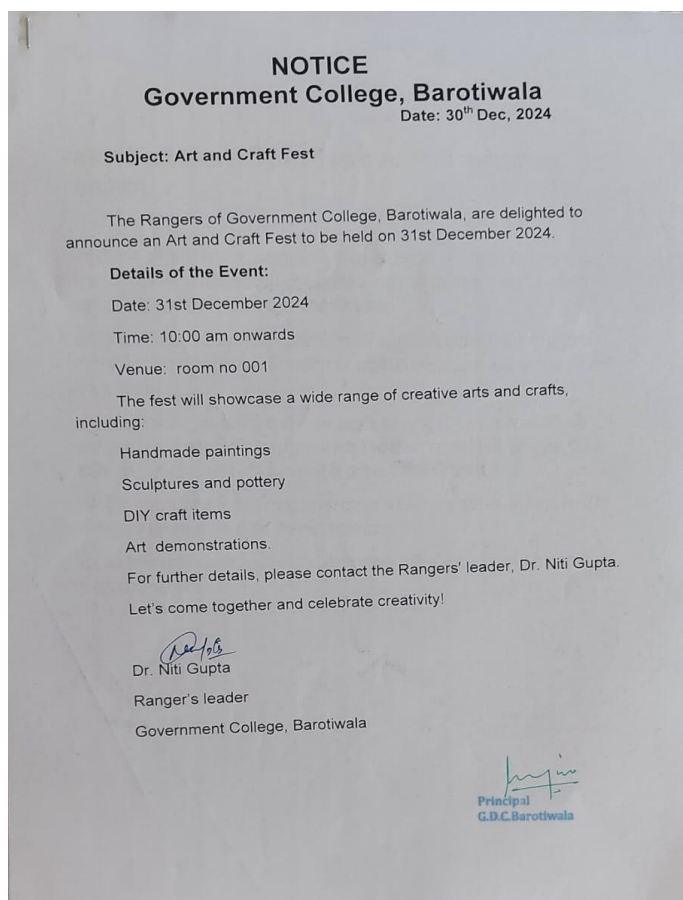 NOTICE
Government College, Barotiwala
Date: 30th Dec, 2024
Subject: Art and Craft Fest
The Rangers of Government College, Barotiwala, are delighted to
announce an Art and Craft Fest to be held on 31st December 2024.
Details of the Event:
Date: 31st December 2024
Time: 10:00 am onwards
Venue: room no 001
The fest will showcase a wide range of creative arts and crafts,
including:
Handmade paintings
Sculptures and pottery
DIY craft items
Art demonstrations.
For further details, please contact the Rangers' leader, Dr. Niti Gupta.
Let's come together and celebrate creativity!
Dr. Niti Gupta
Ranger's leader
Government College, Barotiwala
Principal
G.D.C.Barotiwala